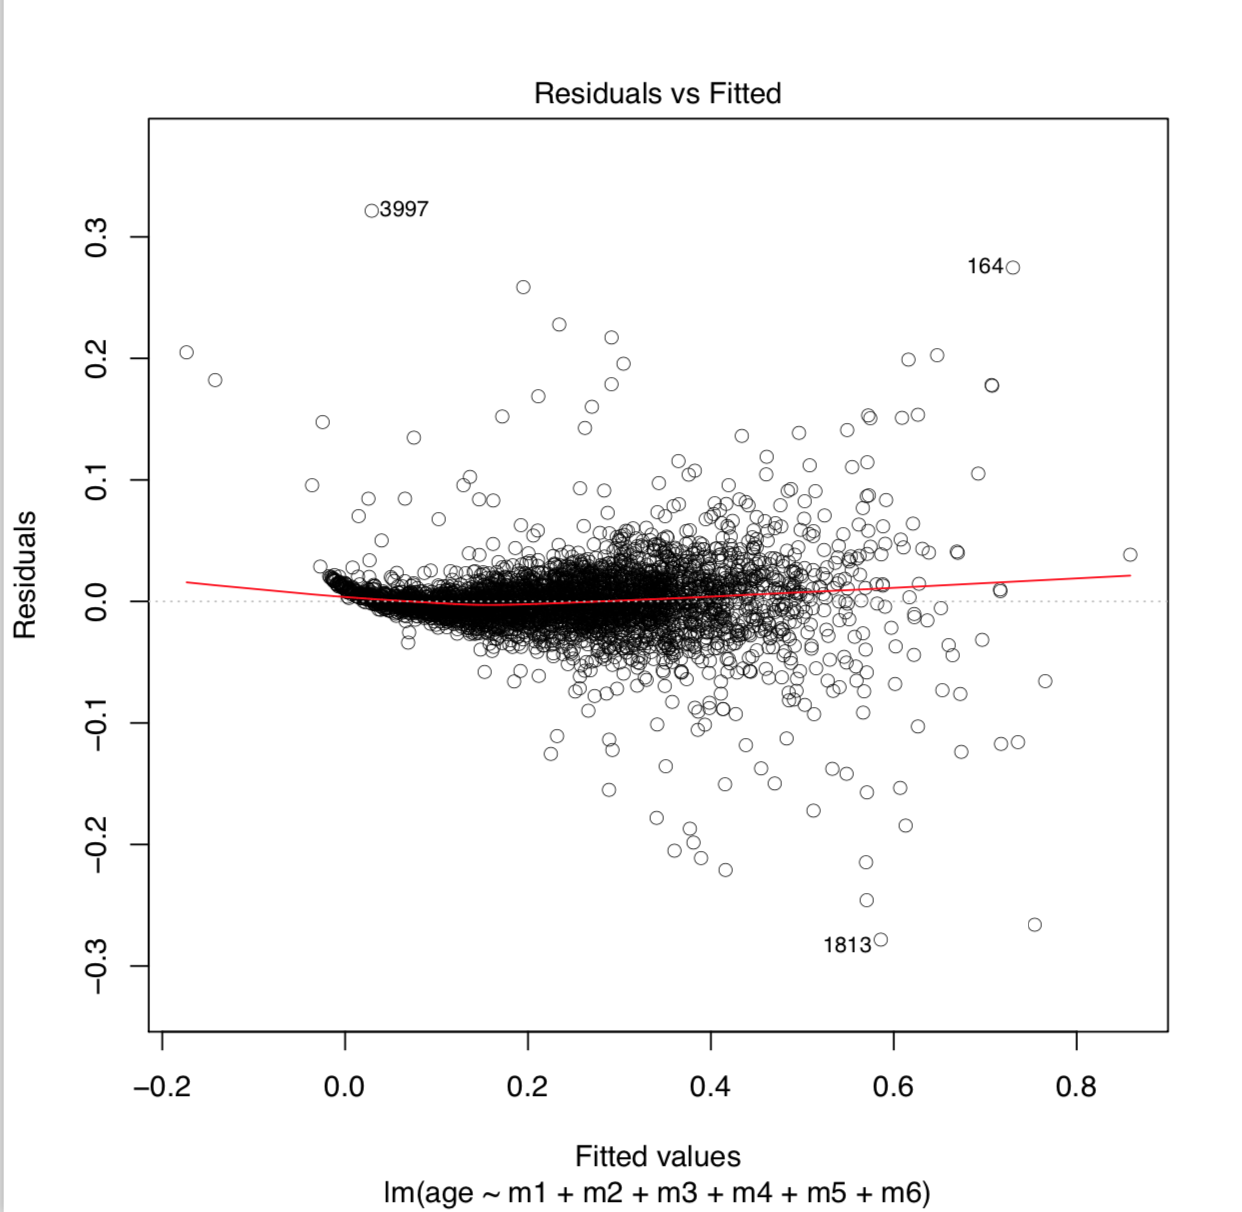 Residuals vs Fitted
3997
164
0.3
0.2
0.1
0.0
−0.1
−0.2
−0.3
Residuals
1813
−0.2 0.0 0.2 0.4 0.6 0.8
Fitted values
lm(age ~ m1 + m2 + m3 + m4 + m5 + m6)